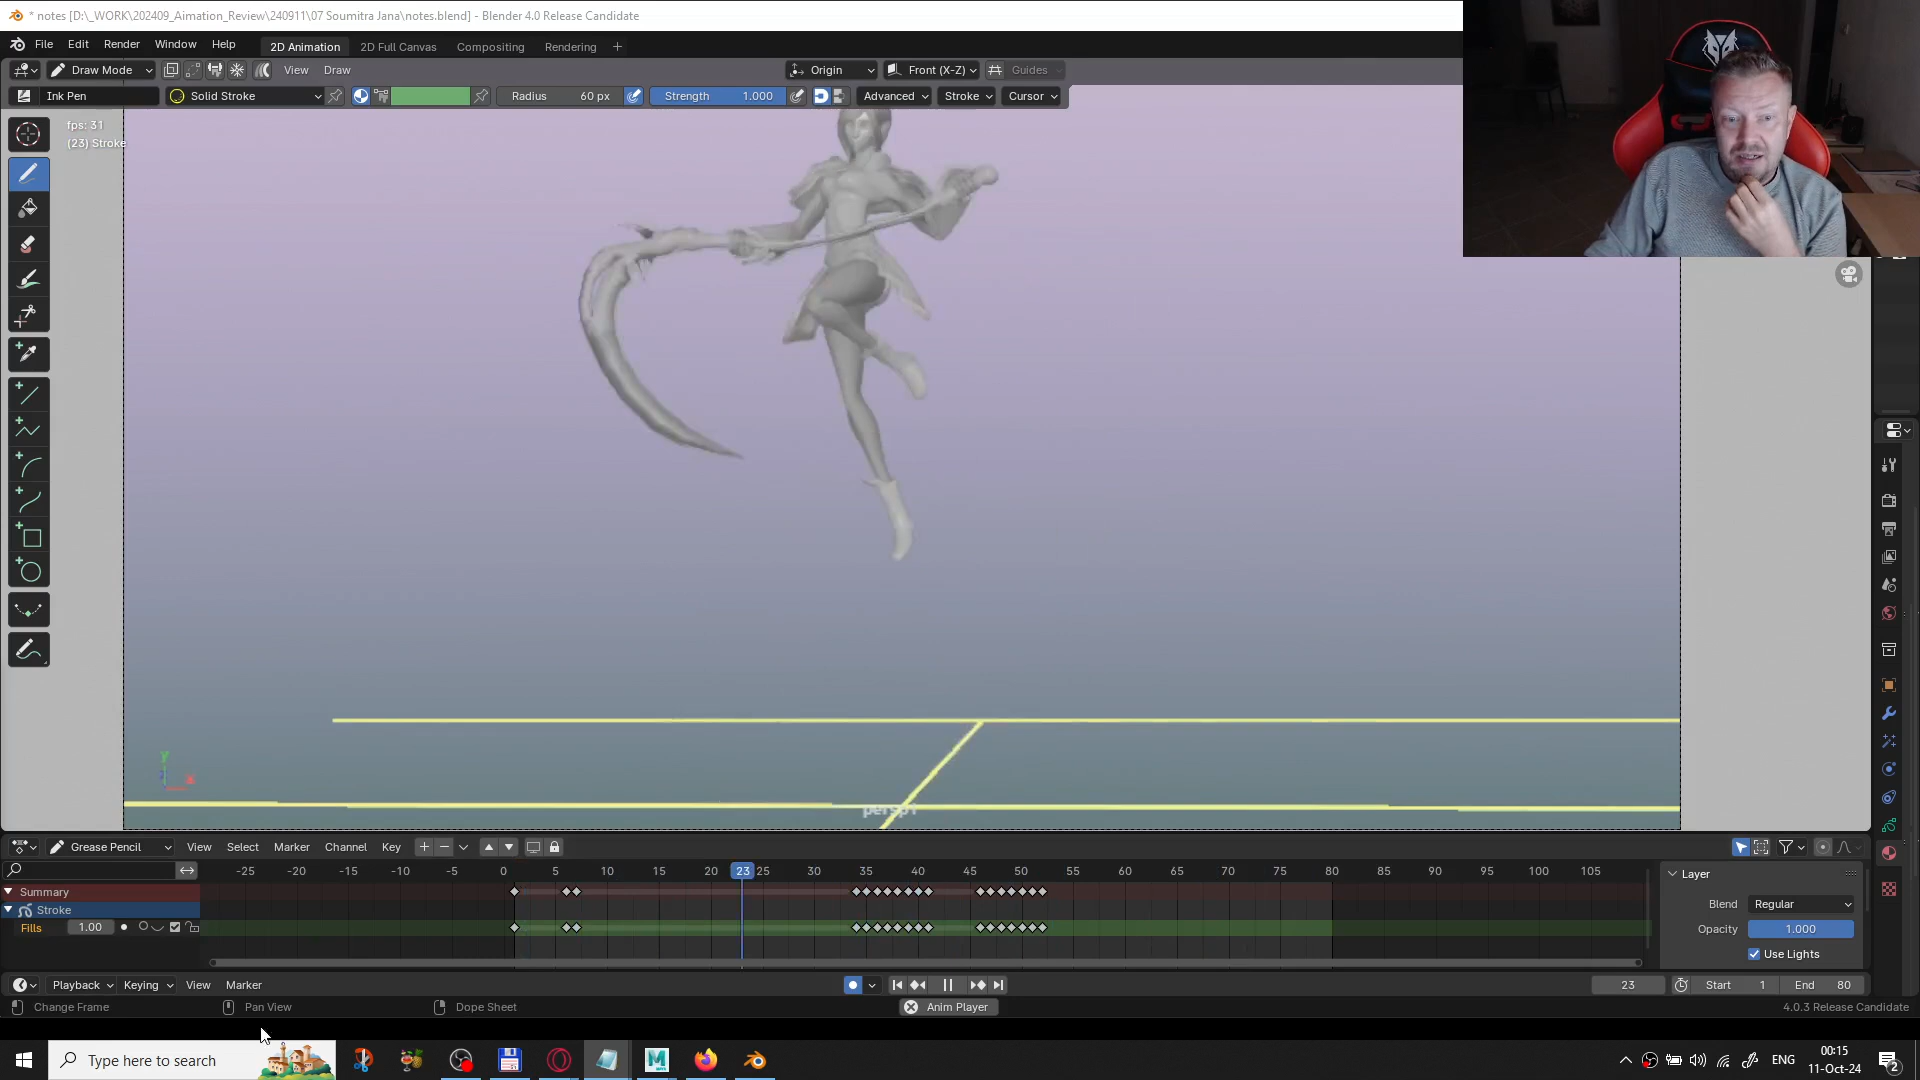 * notes [D:\_WORK\202409_Aimation_Review\240911\07 Soumitra Jana\notes.blend] - Blender 4.0 Release Candidate
File Edit Render Window Help 2D Animation 2D Full Canvas Compositing Rendering +
Draw Mode View Draw Origin Front (X-Z) Guides
Ink Pen Solid Stroke Radius 60 px Strength 1.000 Advanced Stroke Cursor
fps: 31
(23) Stroke
Y
X
Grease Pencil View Select Marker Channel Key
-25 -20 -15 -10 -5 0 5 10 15 20 23 25 30 35 40 45 50 55 60 65 70 75 80 85 90 95 100 105
Layer
Summary
Blend Regular
Stroke
Fills 1.00
Opacity 1.000
Use Lights
Playback Keying View Marker 23 Start 1 End 80
Change Frame Pan View Dope Sheet Anim Player 4.0.3 Release Candidate
Type here to search
ENG
00:15
11-Oct-24
2